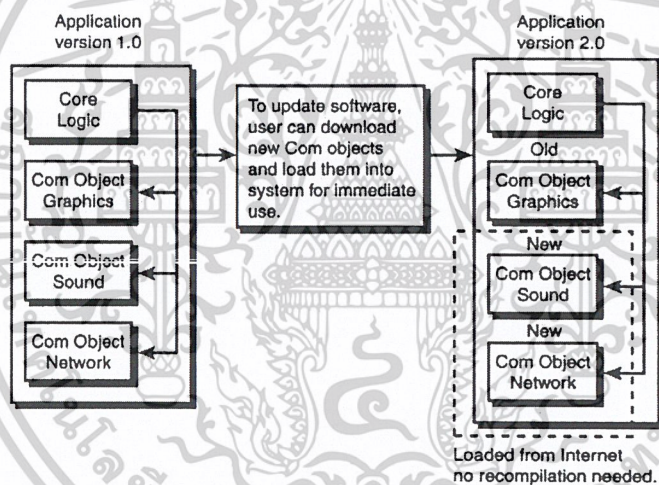 Application
version 1.0
Core
Logic
Com Object
Graphics
Com Object
Sound
Com Object
Network
To update software,
user can download
new Com objects
and load them into
system for immediate
use.
Application
version 2.0
Core
Logic
Old
Com Object
Graphics
New
Com Object
Sound
New
Com Object
Network
Loaded from Internet
no recompilation needed.